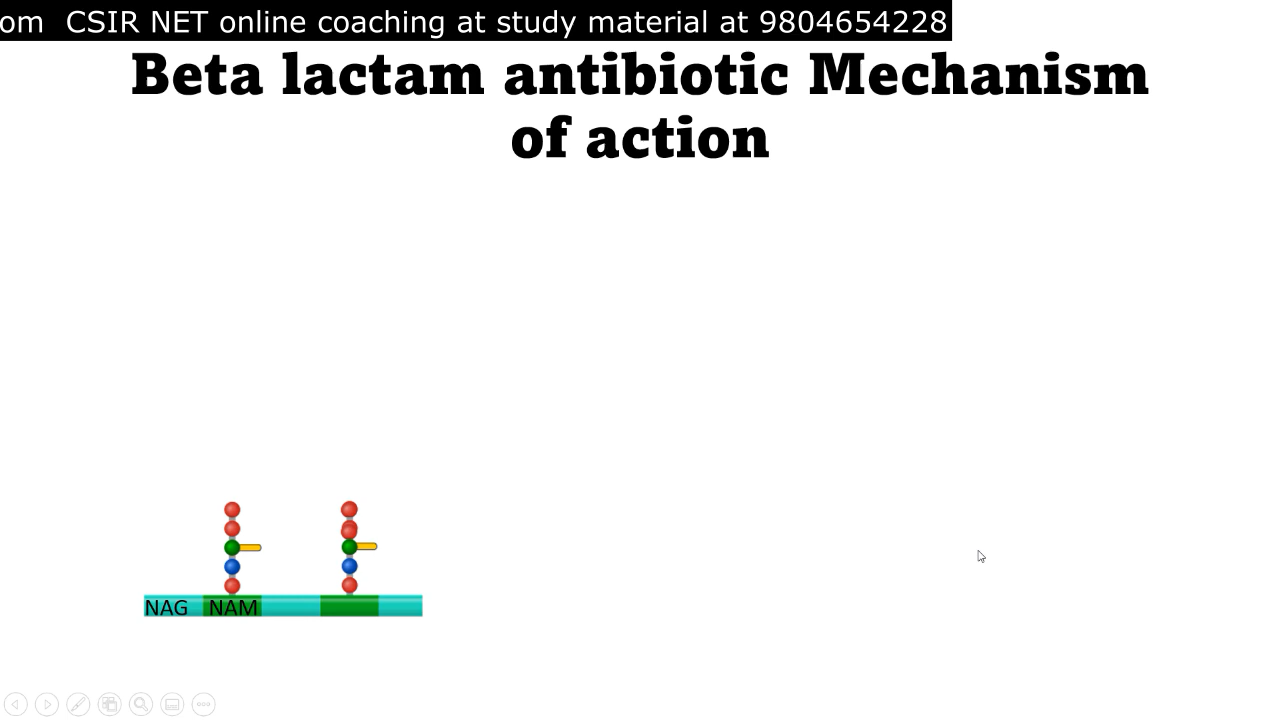 om CSIR NET online coaching at study material at 9804654228
Beta lactam antibiotic Mechanism
of action
NAG NAM